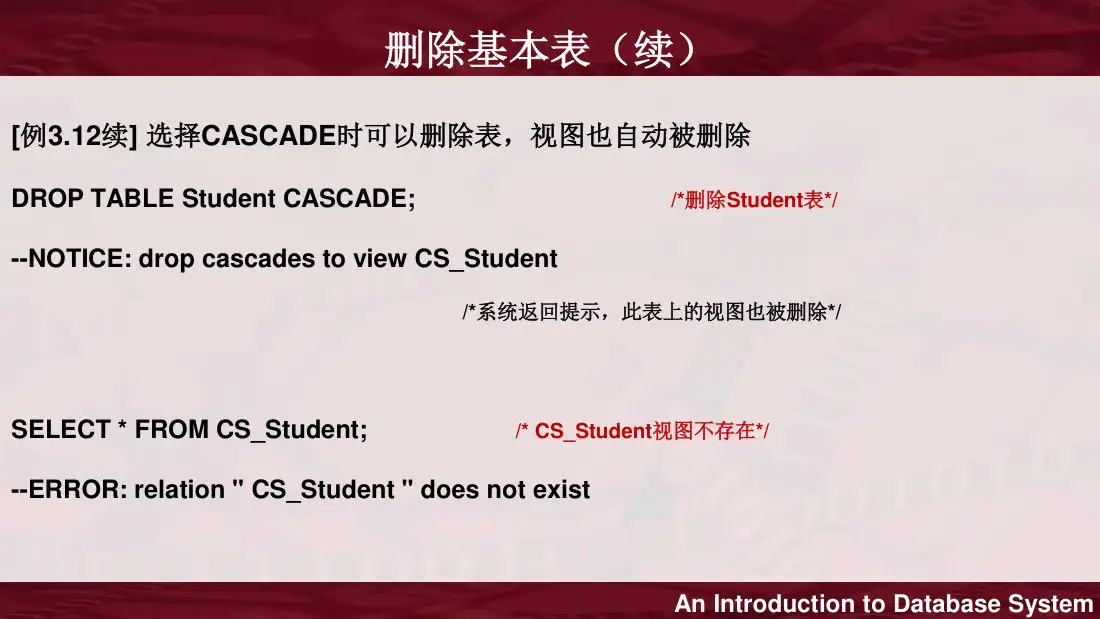 删除基本表（续）
[例3.12续] 选择CASCADE时可以删除表，视图也自动被删除
DROP TABLE Student CASCADE; /*删除Student表*/
--NOTICE: drop cascades to view CS_Student
/*系统返回提示，此表上的视图也被删除*/
SELECT * FROM CS_Student; /* CS_Student视图不存在*/
--ERROR: relation " CS_Student " does not exist
An Introduction to Database System